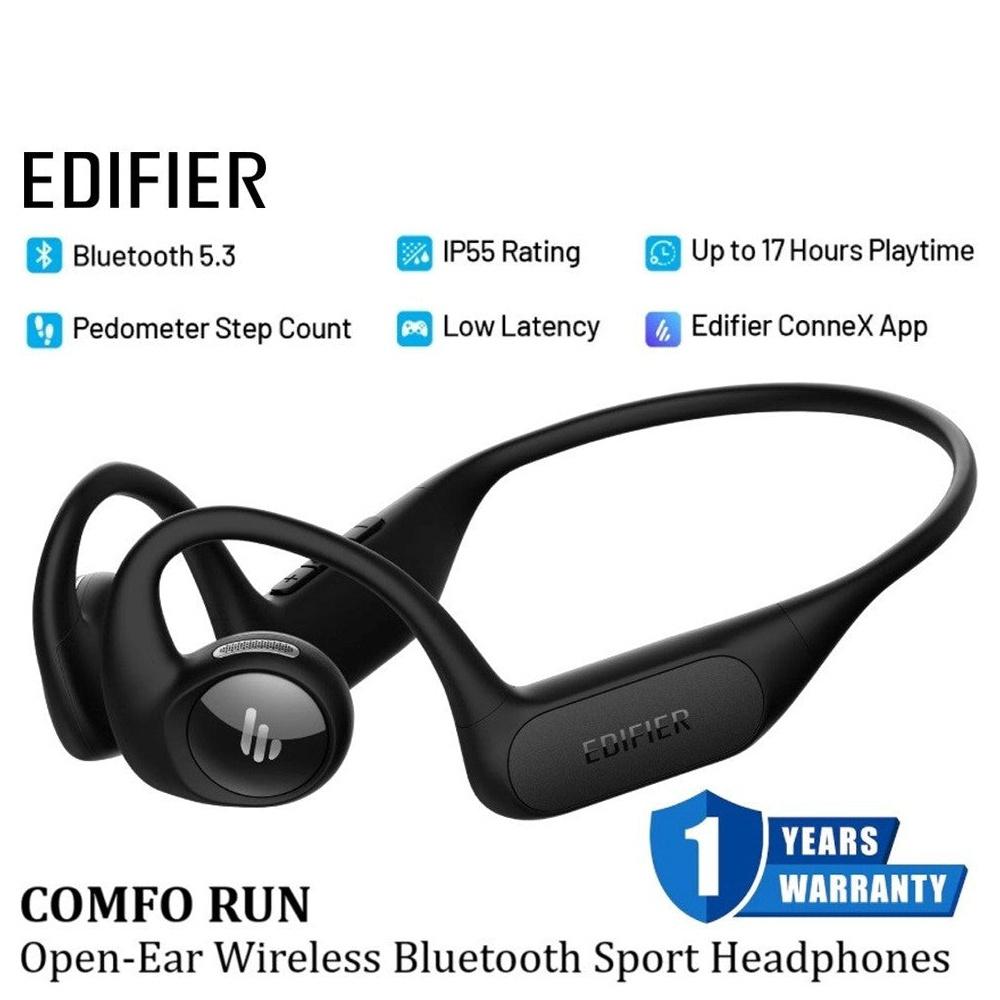 EDIFIER
Bluetooth 5.3
IP55 Rating
Up to 17 Hours Playtime
Pedometer Step Count
Low Latency
Edifier ConneX App
+
EDIFIER
1
YEARS
WARRANTY
COMFO RUN
Open-Ear Wireless Bluetooth Sport Headphones